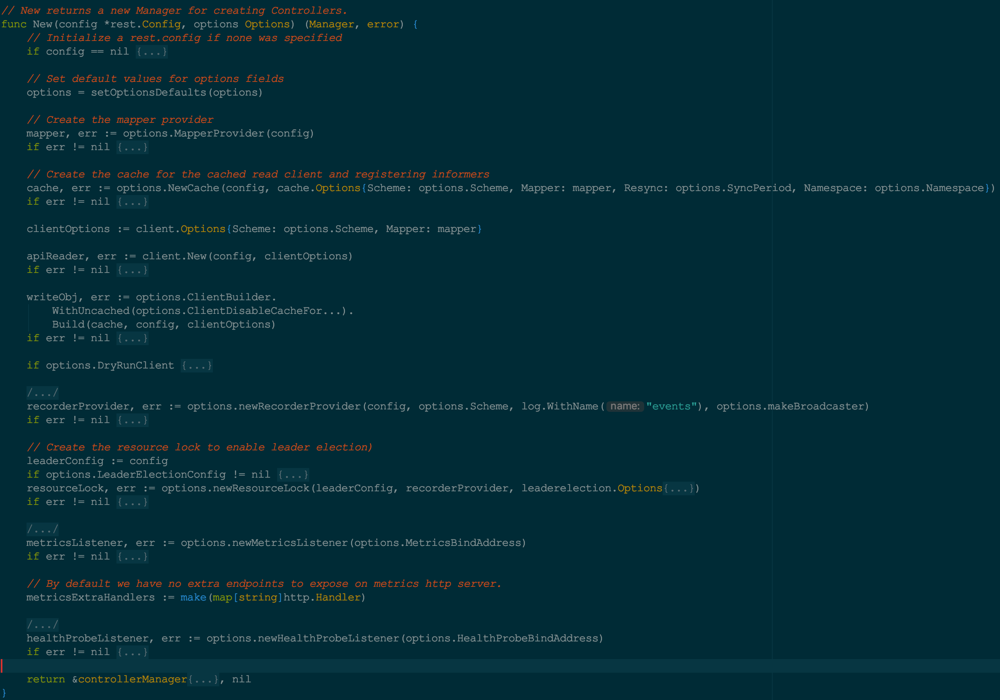 // New returns a new Manager for creating Controllers.
func New(config *rest.Config, options Options) (Manager, error) {
    // Initialize a rest.config if none was specified
    if config == nil {...}

    // Set default values for options fields
    options = setOptionsDefaults(options)

    // Create the mapper provider
    mapper, err := options.MapperProvider(config)
    if err != nil {...}

    // Create the cache for the cached read client and registering informers
    cache, err := options.NewCache(config, cache.Options{Scheme: options.Scheme, Mapper: mapper, Resync: options.SyncPeriod, Namespace: options.Namespace})
    if err != nil {...}

    clientOptions := client.Options{Scheme: options.Scheme, Mapper: mapper}

    apiReader, err := client.New(config, clientOptions)
    if err != nil {...}

    writeObj, err := options.ClientBuilder.
        WithUncached(options.ClientDisableCacheFor...).
        Build(cache, config, clientOptions)
    if err != nil {...}

    if options.DryRunClient {...}

    /.../
    recorderProvider, err := options.newRecorderProvider(config, options.Scheme, log.WithName( name: "events"), options.makeBroadcaster)
    if err != nil {...}

    // Create the resource lock to enable leader election)
    leaderConfig := config
    if options.LeaderElectionConfig != nil {...}
    resourceLock, err := options.newResourceLock(leaderConfig, recorderProvider, leaderelection.Options{...})
    if err != nil {...}

    /.../
    metricsListener, err := options.newMetricsListener(options.MetricsBindAddress)
    if err != nil {...}

    // By default we have no extra endpoints to expose on metrics http server.
    metricsExtraHandlers := make(map[string]http.Handler)

    /.../
    healthProbeListener, err := options.newHealthProbeListener(options.HealthProbeBindAddress)
    if err != nil {...}

    return &controllerManager{...}, nil
}